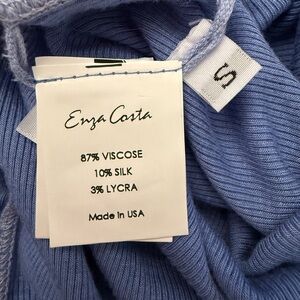 Enza Costa
87% VISCOSE
10% SILK
3% LYCRA
Made in USA
S